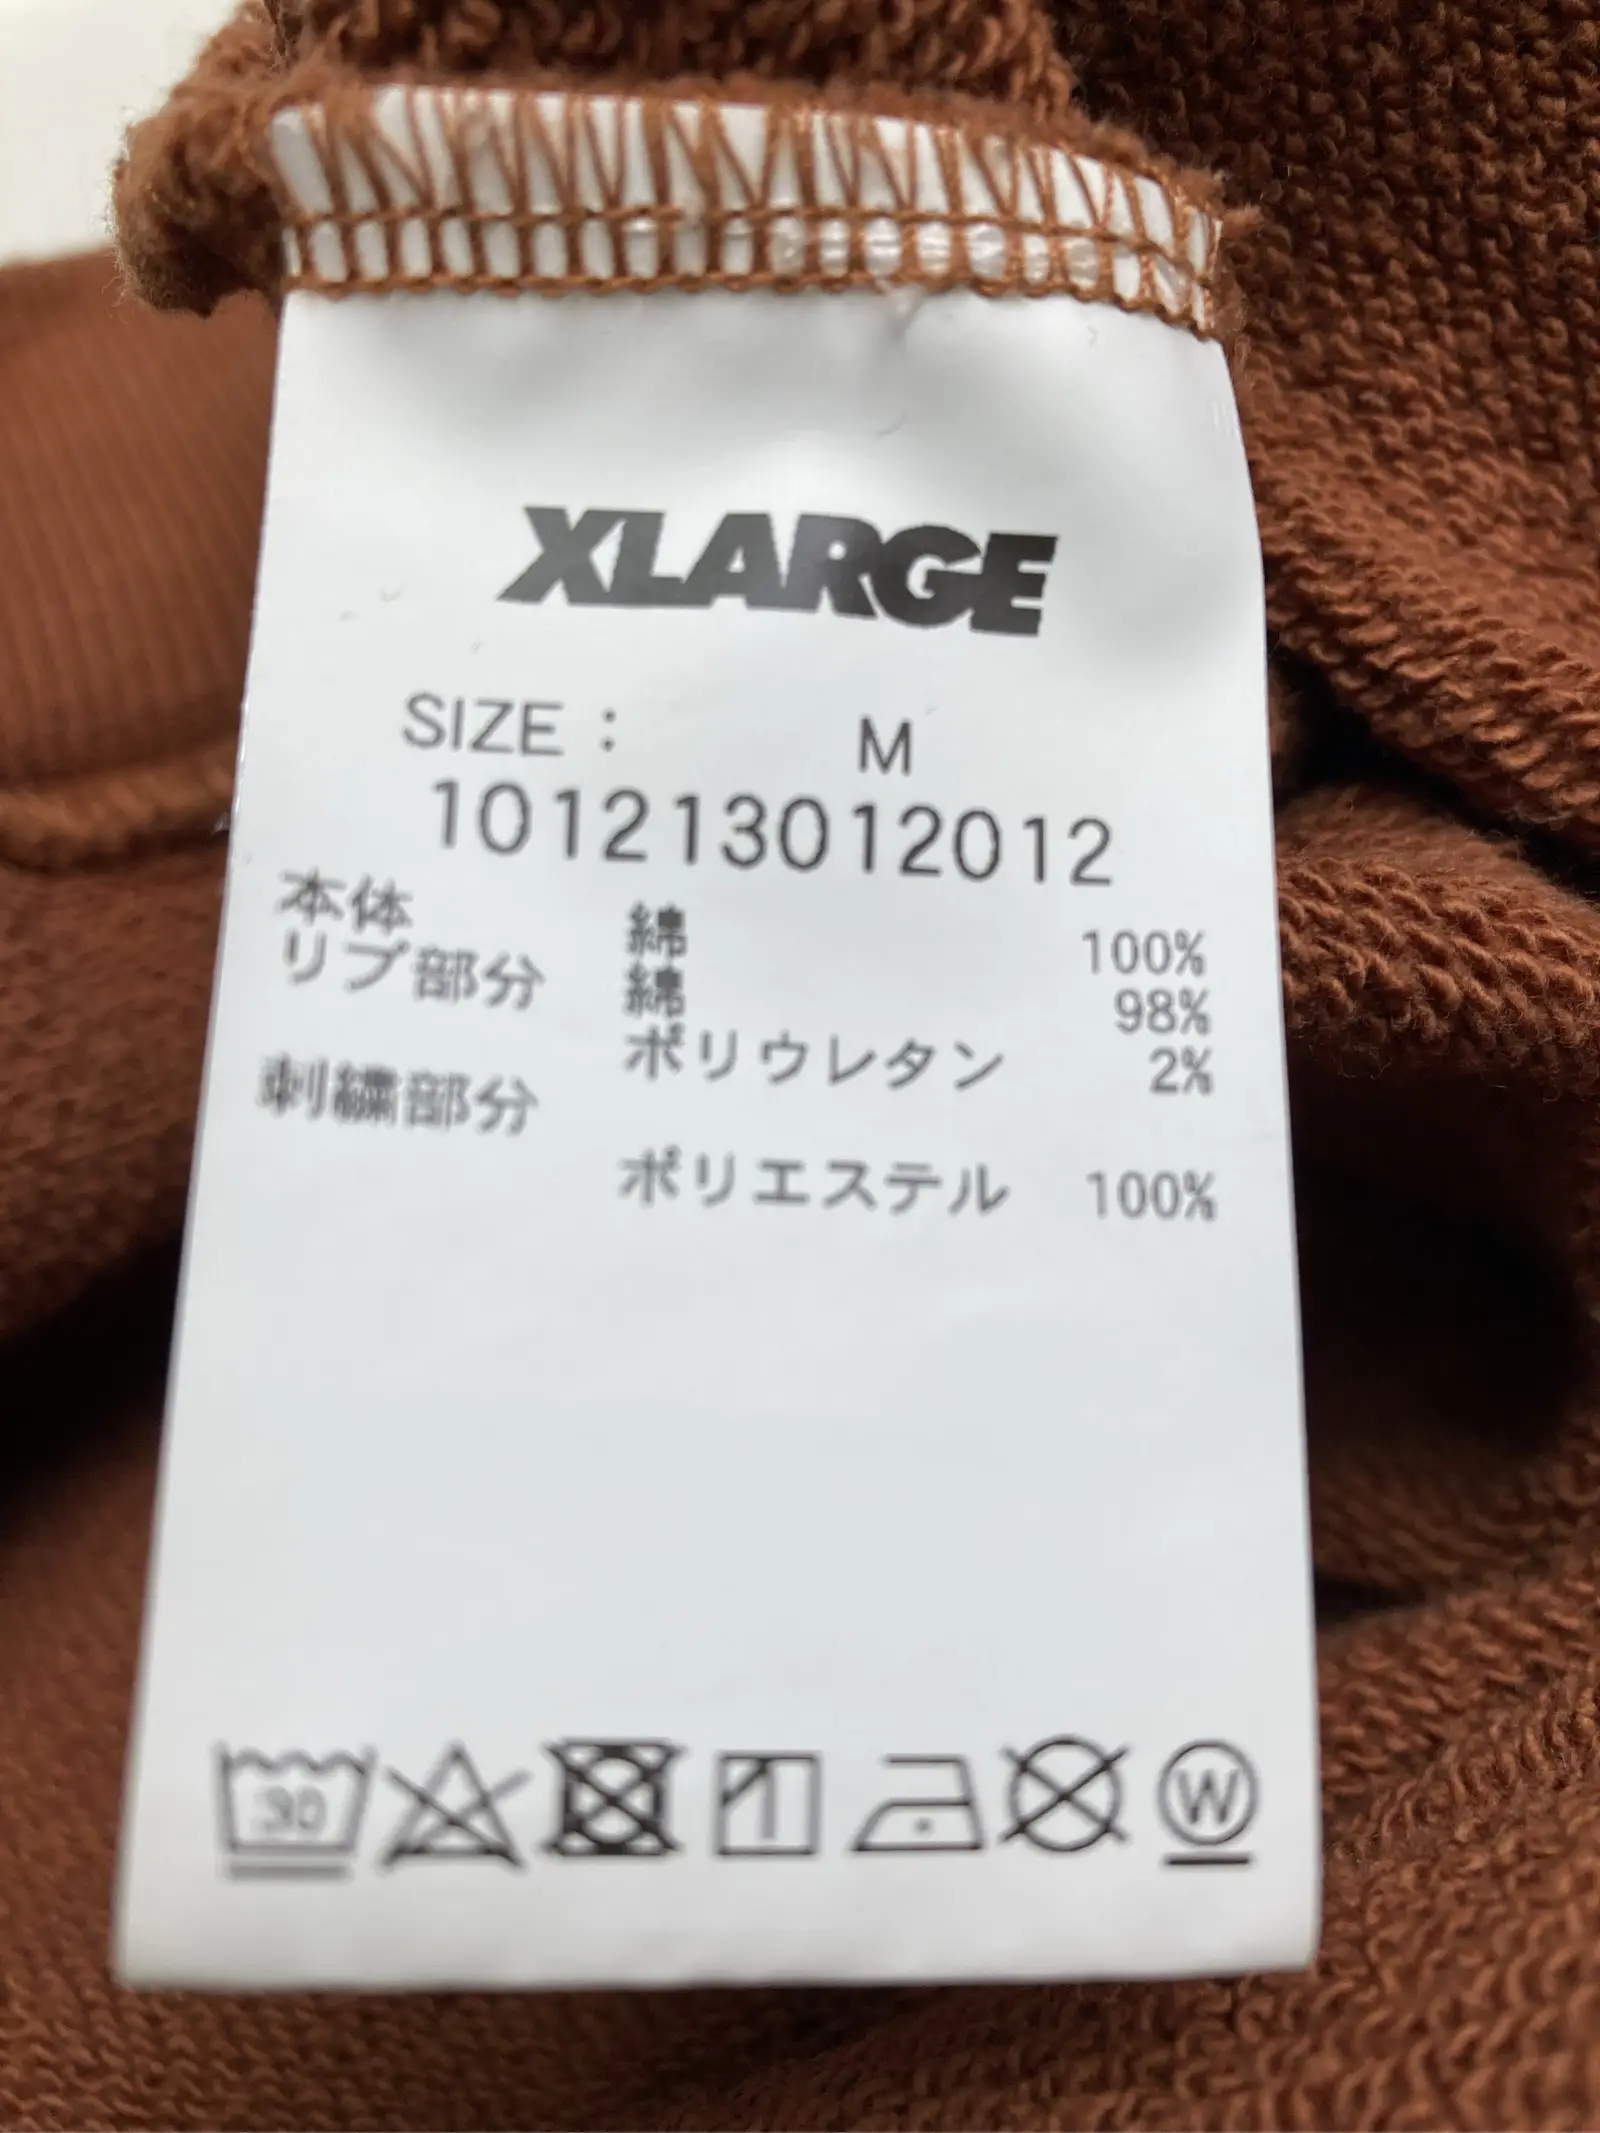 XLARGE
SIZE : M
101213012012
本体 綿 100%
リブ部分 綿 98%
ポリウレタン 2%
刺繍部分
ポリエステル 100%
30 W